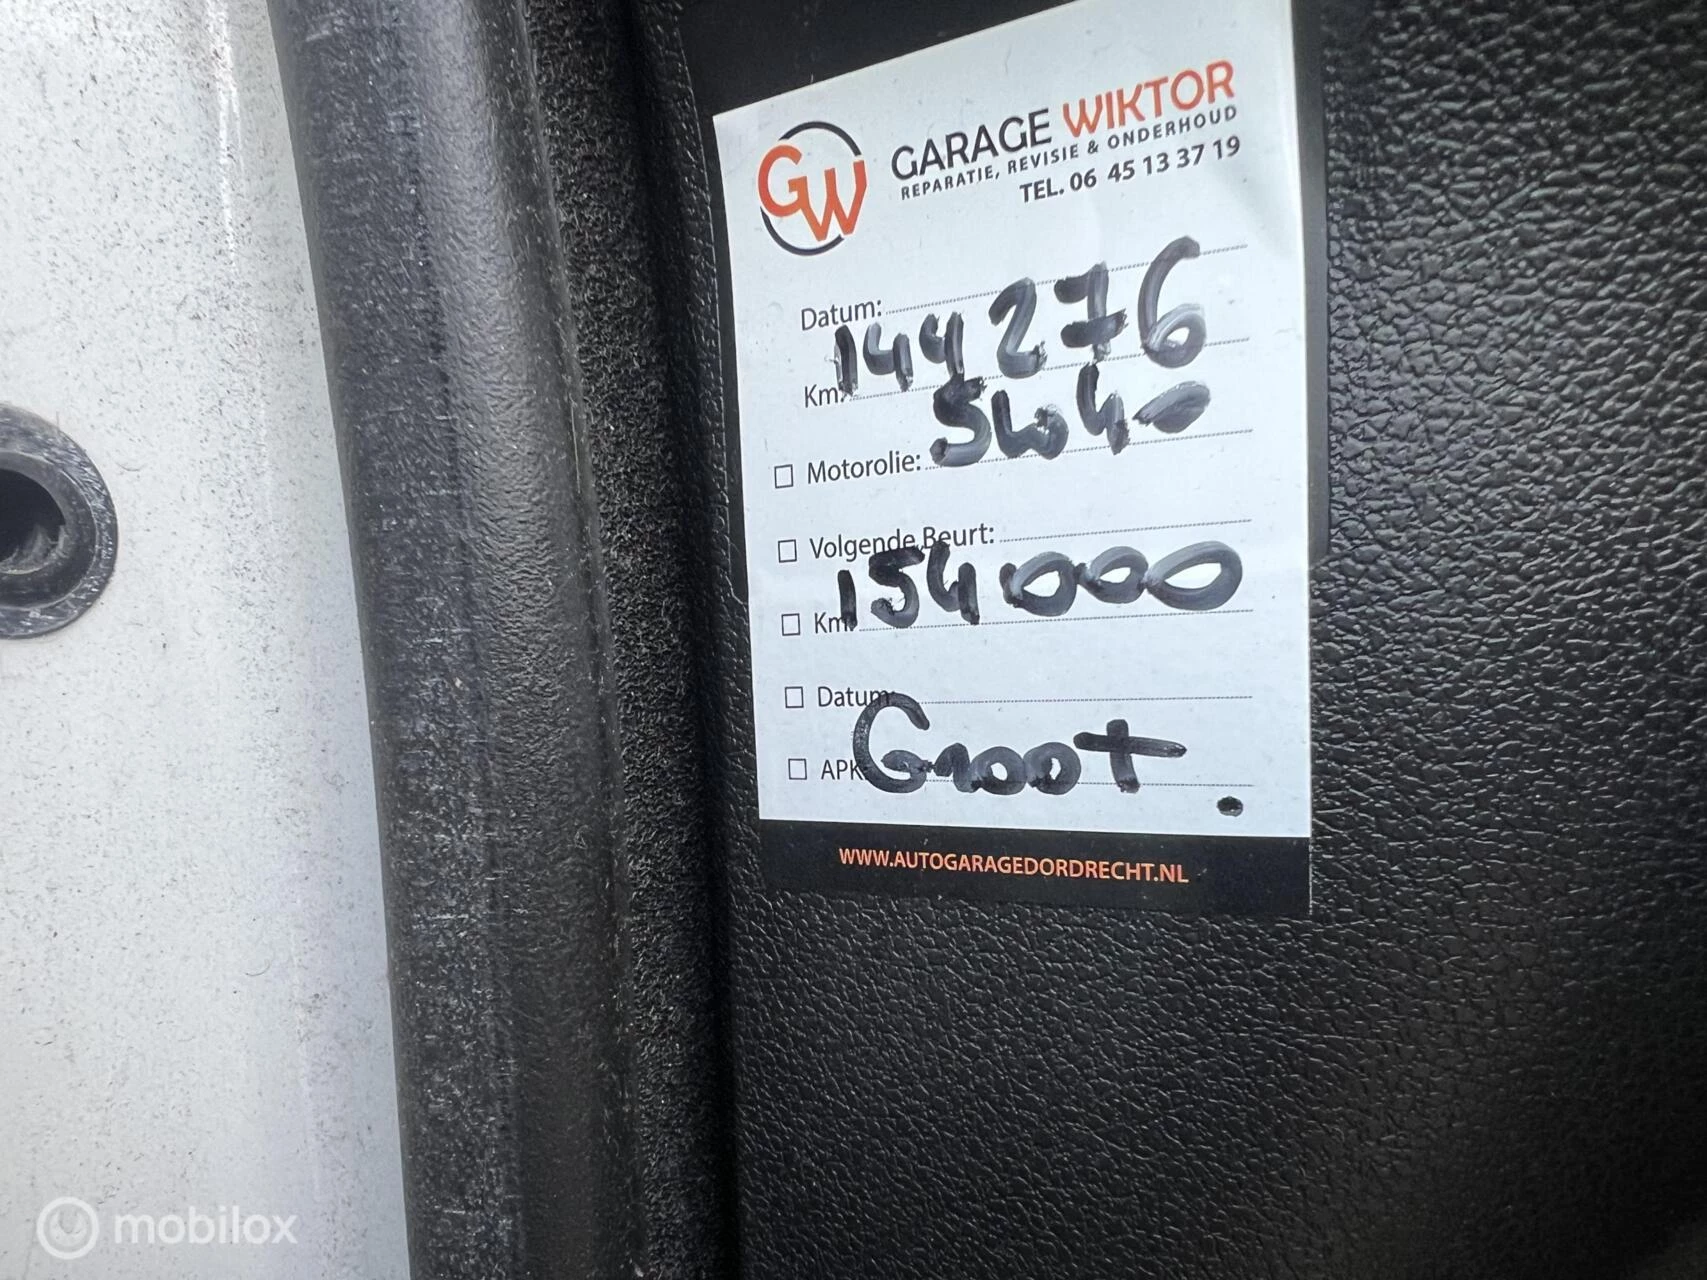 GW
GARAGE WIKTOR
REPARATIE, REVISIE & ONDERHOUD
TEL. 06 45 13 37 19
Datum:
Km: 144276
Motorolie: 5W40
Volgende Beurt:
Km: 154000
Datum:
APK: Groot.
WWW.AUTOGARAGEDORDRECHT.NL
mobilox